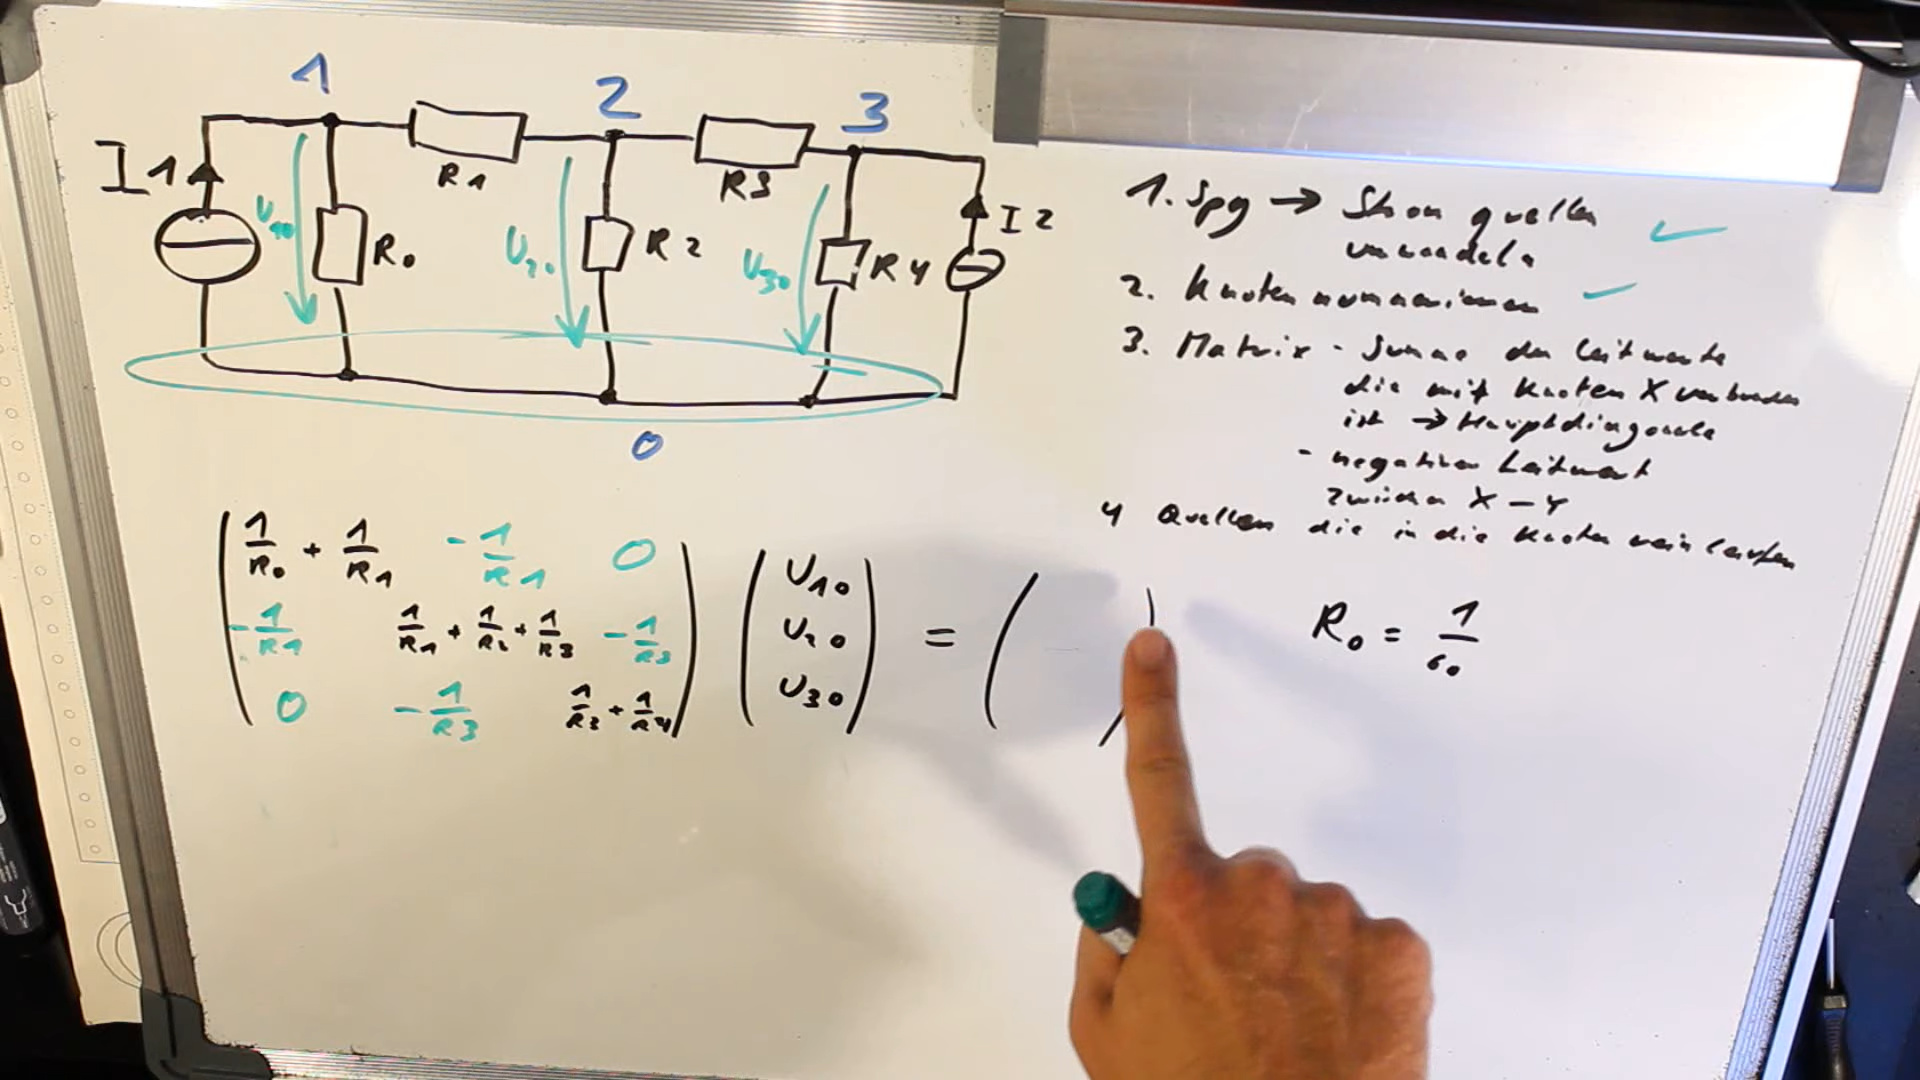 1 2 3
I1 U10 R0 R1 U20 R2 R3 U30 R4 I2
0
1. Spg → Strom quellen ✓
umwandeln
2. Knoten nummerieren ✓
3. Matrix - Summe der Leitwerte
die mit Knoten X verbunden
ist → Hauptdiagonale
- negativer Leitwert
zwischen X - Y
4 Quellen die in die Knoten rein laufen
1/R0 + 1/R1 -1/R1 0
-1/R1 1/R1 + 1/R2 + 1/R3 -1/R3
0 -1/R3 1/R3 + 1/R4
U10
U20
U30
=
R0 = 1/G0